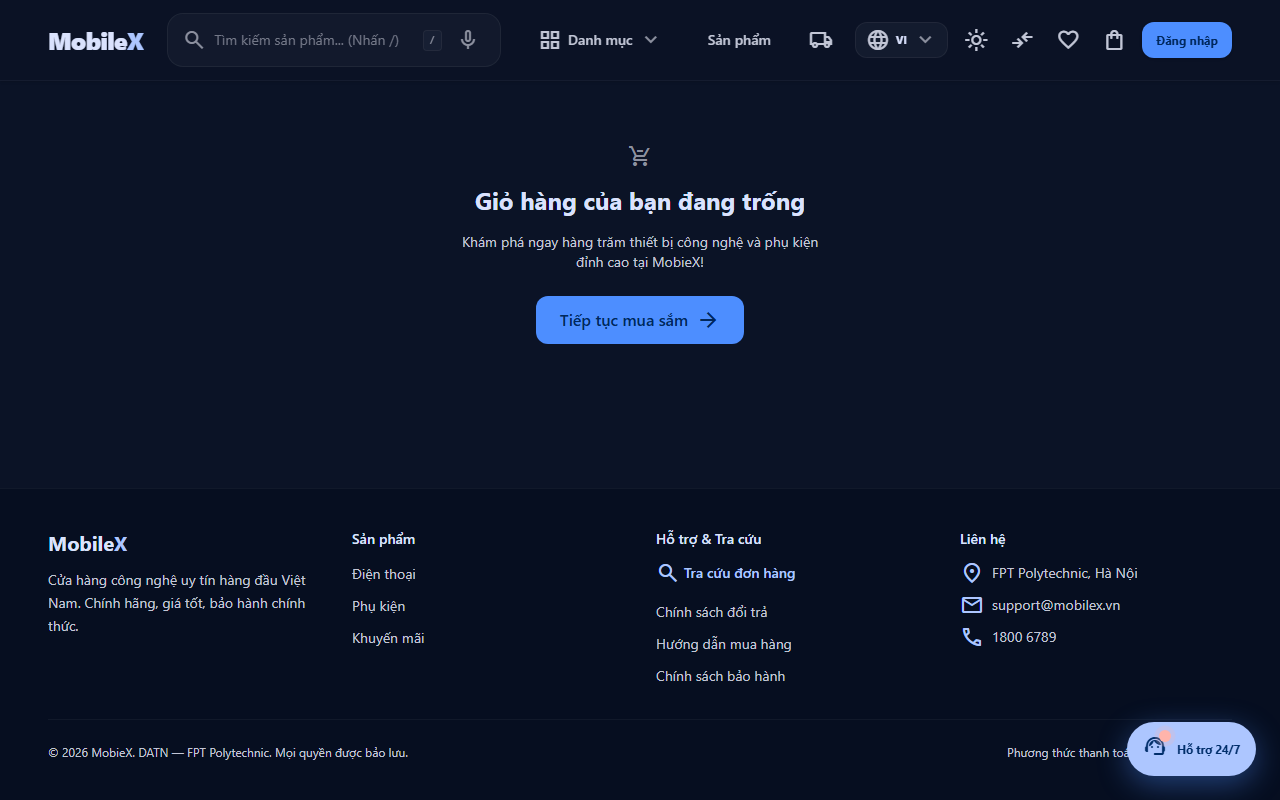 MobileX
Tìm kiếm sản phẩm... (Nhấn /)
/
Danh mục
Sản phẩm
VI
Đăng nhập
Giỏ hàng của bạn đang trống
Khám phá ngay hàng trăm thiết bị công nghệ và phụ kiện
đỉnh cao tại MobieX!
Tiếp tục mua sắm
MobileX
Cửa hàng công nghệ uy tín hàng đầu Việt
Nam. Chính hãng, giá tốt, bảo hành chính
thức.
Sản phẩm
Điện thoại
Phụ kiện
Khuyến mãi
Hỗ trợ & Tra cứu
Tra cứu đơn hàng
Chính sách đổi trả
Hướng dẫn mua hàng
Chính sách bảo hành
Liên hệ
FPT Polytechnic, Hà Nội
support@mobilex.vn
1800 6789
© 2026 MobieX. DATN — FPT Polytechnic. Mọi quyền được bảo lưu.
Phương thức thanh
Hỗ trợ 24/7